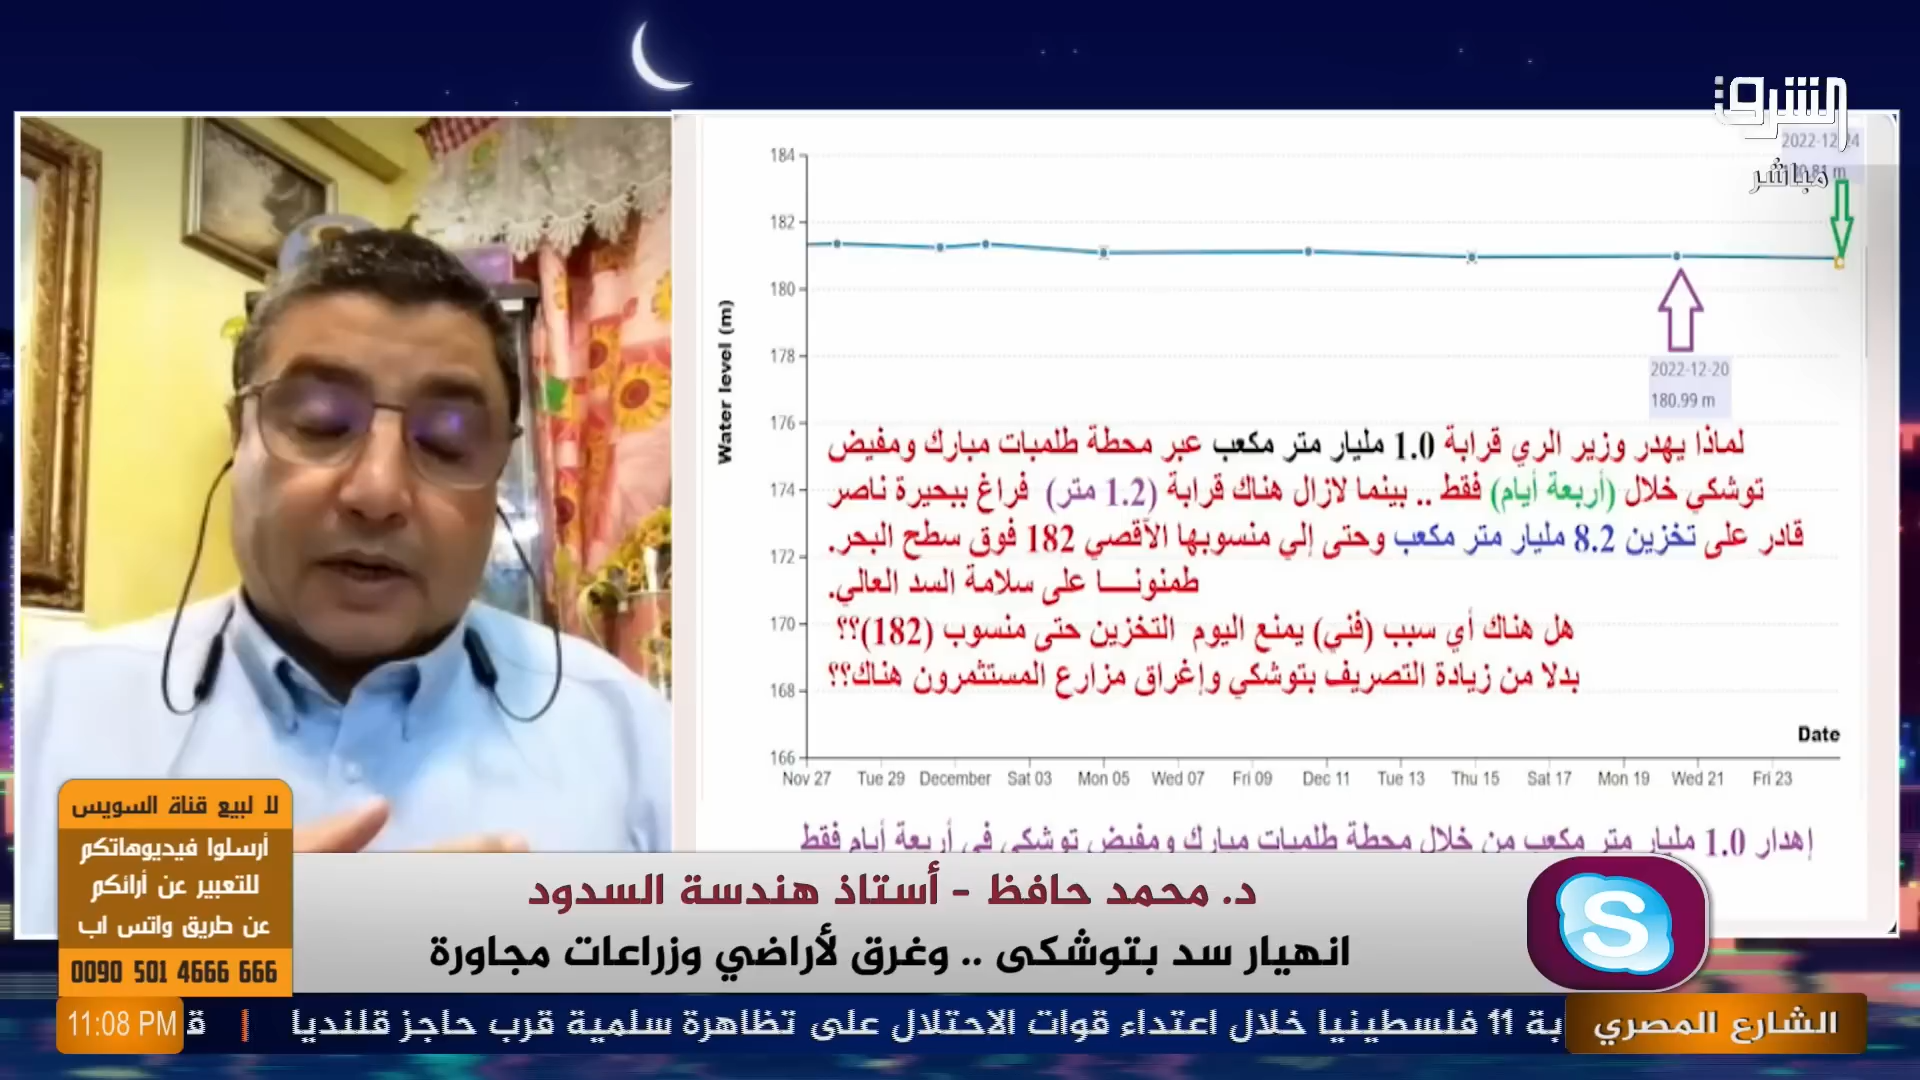 الشرق
مباشر
2022-12-24
184
182
180
178
176
174
172
170
168
166
Water level (m)
2022-12-20
180.99 m
لماذا يهدر وزير الري قرابة 1.0 مليار متر مكعب عبر محطة طلمبات مبارك ومفيض
توشكي خلال (أربعة أيام) فقط .. بينما لازال هناك قرابة (1.2 متر) فراغ ببحيرة ناصر
قادر على تخزين 8.2 مليار متر مكعب وحتى إلي منسوبها الأقصي 182 فوق سطح البحر.
طمنونـــا على سلامة السد العالي.
هل هناك أي سبب (فني) يمنع اليوم التخزين حتى منسوب (182)؟؟
بدلا من زيادة التصريف بتوشكي وإغراق مزارع المستثمرون هناك؟؟
Date
Nov 27 Tue 29 December Sat 03 Mon 05 Wed 07 Fri 09 Dec 11 Tue 13 Thu 15 Sat 17 Mon 19 Wed 21 Fri 23
إهدار 1.0 مليار متر مكعب من خلال محطة طلمبات مبارك ومفيض توشكي في أربعة أيام فقط
لا لبيع قناة السويس
أرسلوا فيديوهاتكم
للتعبير عن أرائكم
عن طريق واتس اب
0090 501 4666 666
د. محمد حافظ - أستاذ هندسة السدود
انهيار سد بتوشكى .. وغرق لأراضي وزراعات مجاورة
الشارع المصري
بة 11 فلسطينيا خلال اعتداء قوات الاحتلال على تظاهرة سلمية قرب حاجز قلنديا | ق
11:08 PM